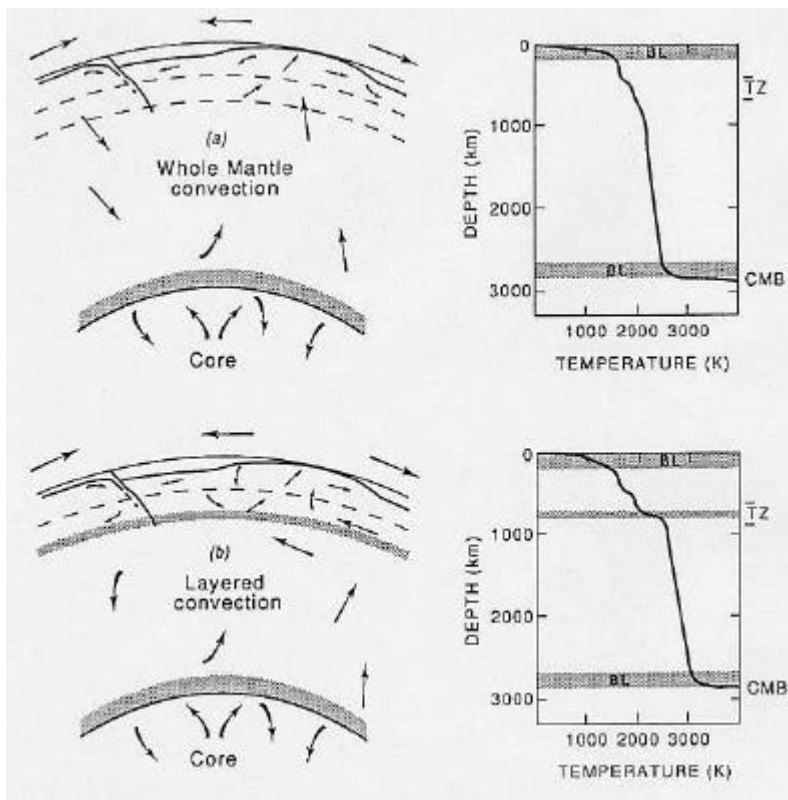 (a)
Whole Mantle
convection
Core
0
1000
2000
3000
DEPTH (km)
BL
TZ
BL
CMB
1000 2000 3000
TEMPERATURE (K)
(b)
Layered
convection
Core
0
1000
2000
3000
DEPTH (km)
BL
TZ
BL
CMB
1000 2000 3000
TEMPERATURE (K)